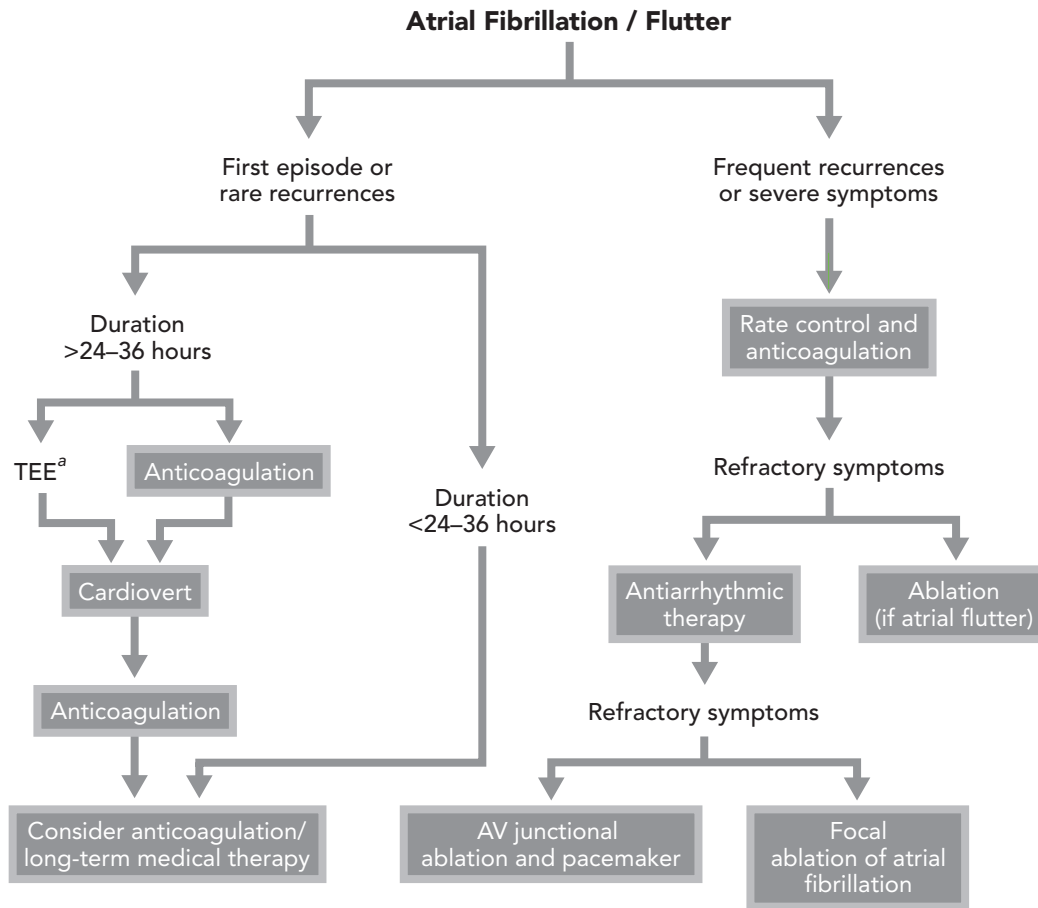 Atrial Fibrillation / Flutter
First episode or
rare recurrences
Frequent recurrences
or severe symptoms
Duration
>24–36 hours
Rate control and
anticoagulation
TEEa
Anticoagulation
Duration
<24–36 hours
Refractory symptoms
Cardiovert
Antiarrhythmic
therapy
Ablation
(if atrial flutter)
Anticoagulation
Refractory symptoms
Consider anticoagulation/
long-term medical therapy
AV junctional
ablation and pacemaker
Focal
ablation of atrial
fibrillation